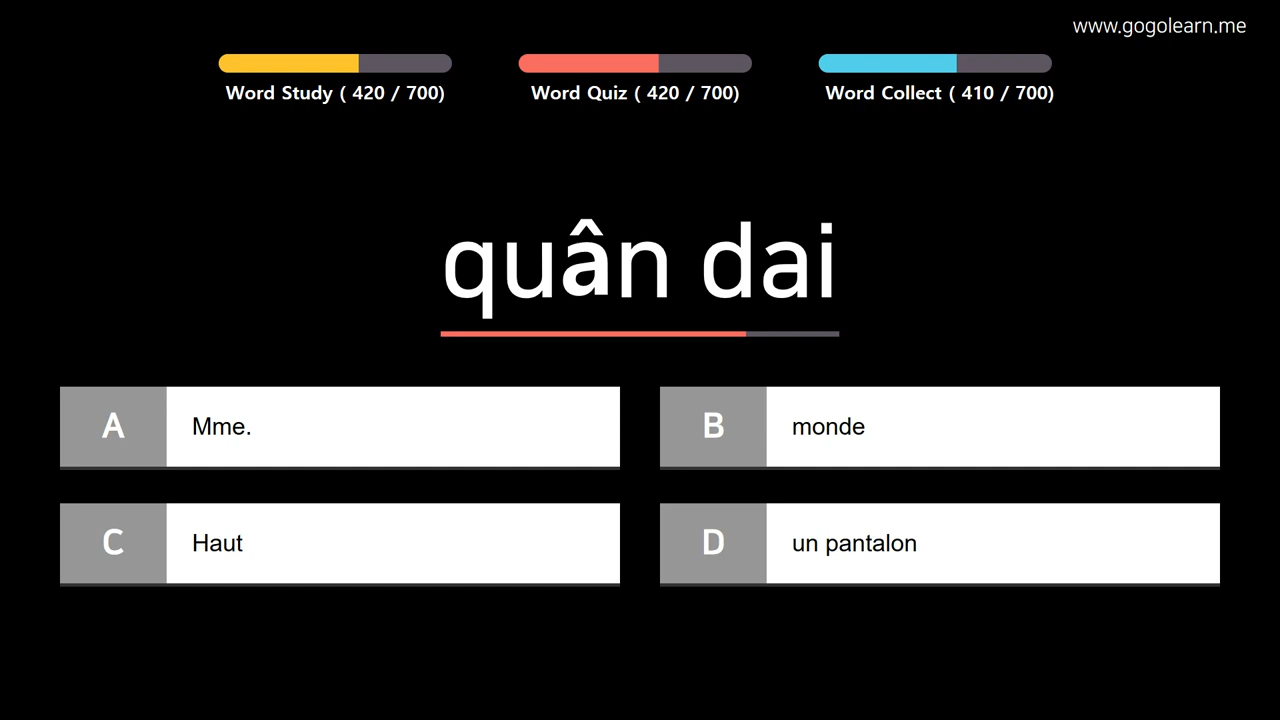 www.gogolearn.me
Word Study ( 420 / 700)
Word Quiz ( 420 / 700)
Word Collect ( 410 / 700)
quân dai
A Mme.
B monde
C Haut
D un pantalon